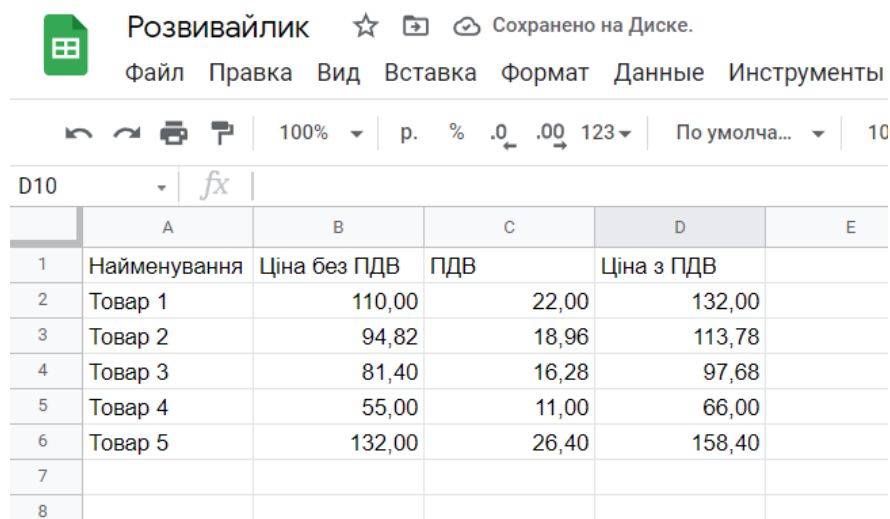 Розвивайлик Сохранено на Диске.
Файл Правка Вид Вставка Формат Данные Инструменты
100% р. % .0 .00 123 По умолча... 10
D10 fx
A B C D E
1 Найменування Ціна без ПДВ ПДВ Ціна з ПДВ
2 Товар 1 110,00 22,00 132,00
3 Товар 2 94,82 18,96 113,78
4 Товар 3 81,40 16,28 97,68
5 Товар 4 55,00 11,00 66,00
6 Товар 5 132,00 26,40 158,40
7
8